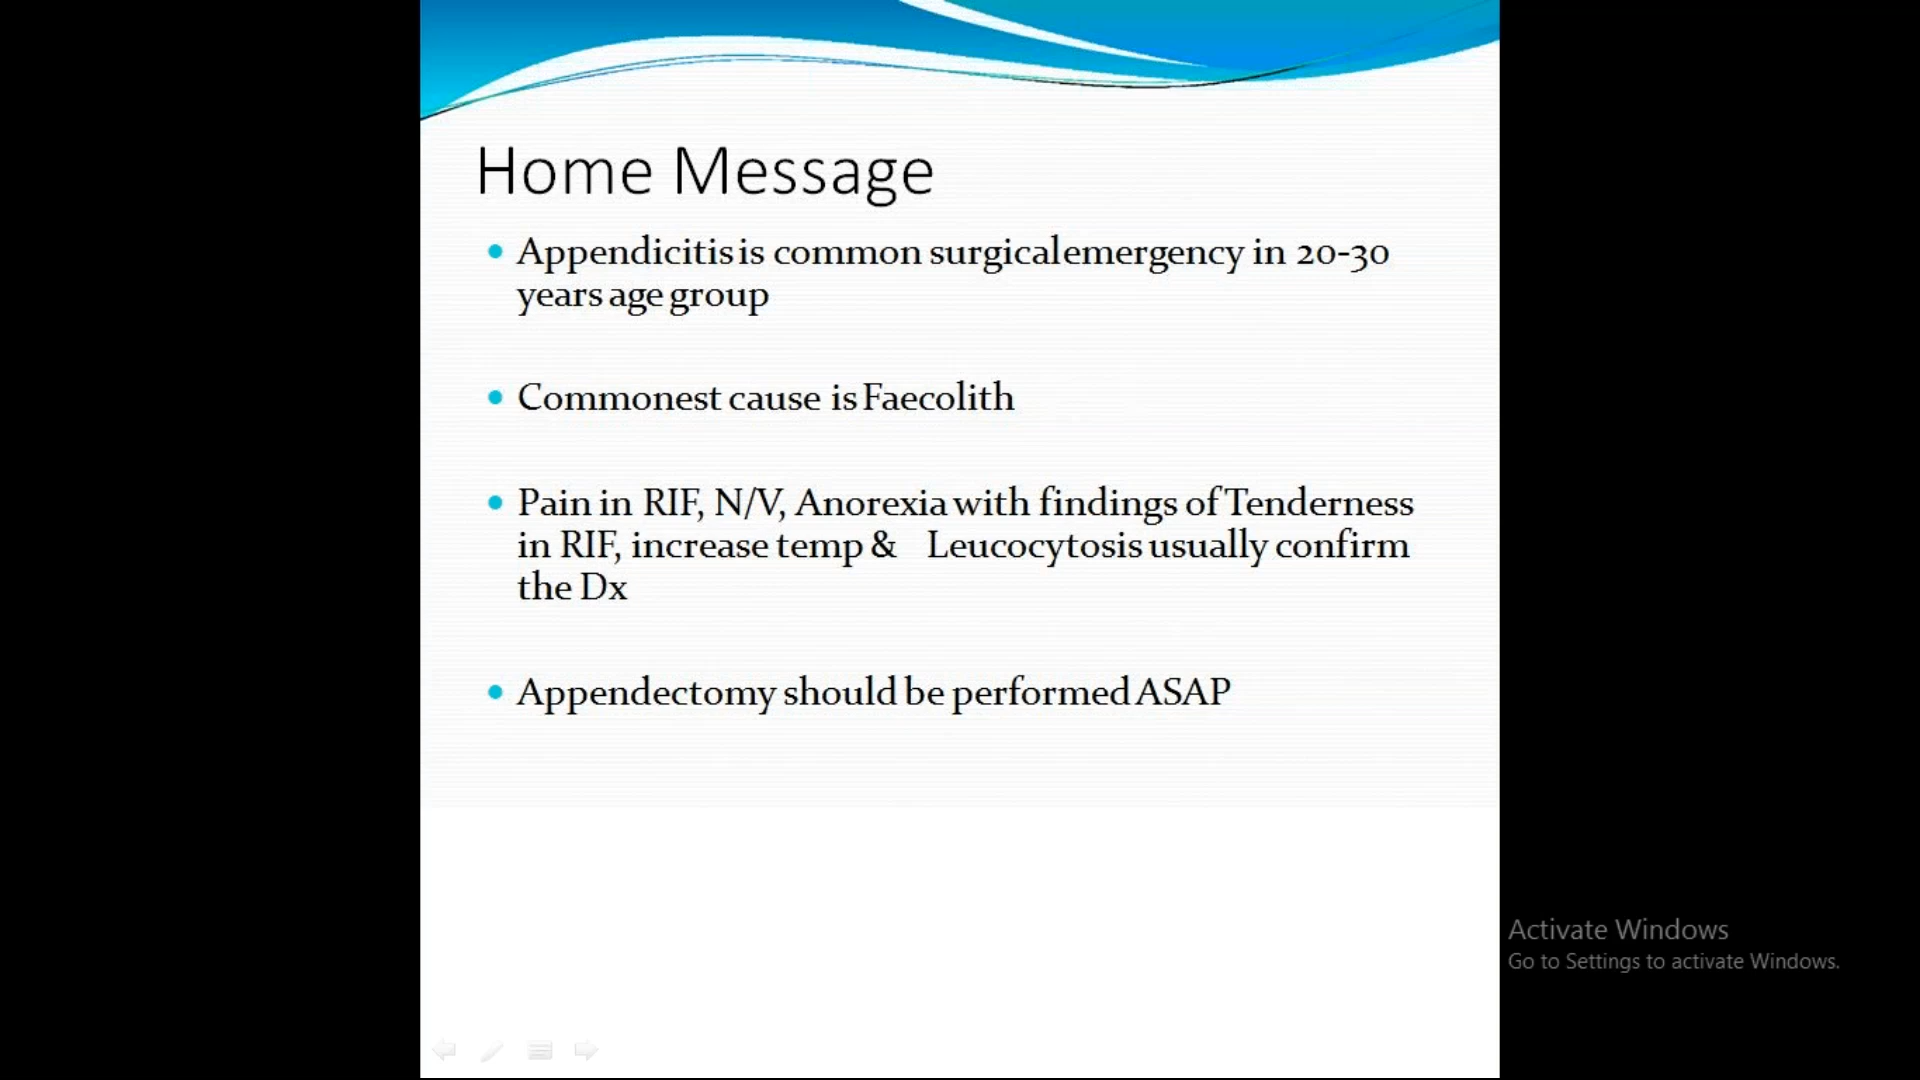 Home Message
Appendicitis is common surgicalemergency in 20-30
years age group
Commonest cause is Faecolith
Pain in RIF, N/V, Anorexia with findings of Tenderness
in RIF, increase temp & Leucocytosis usually confirm
the Dx
Appendectomy should be performed ASAP
Activate Windows
Go to Settings to activate Windows.